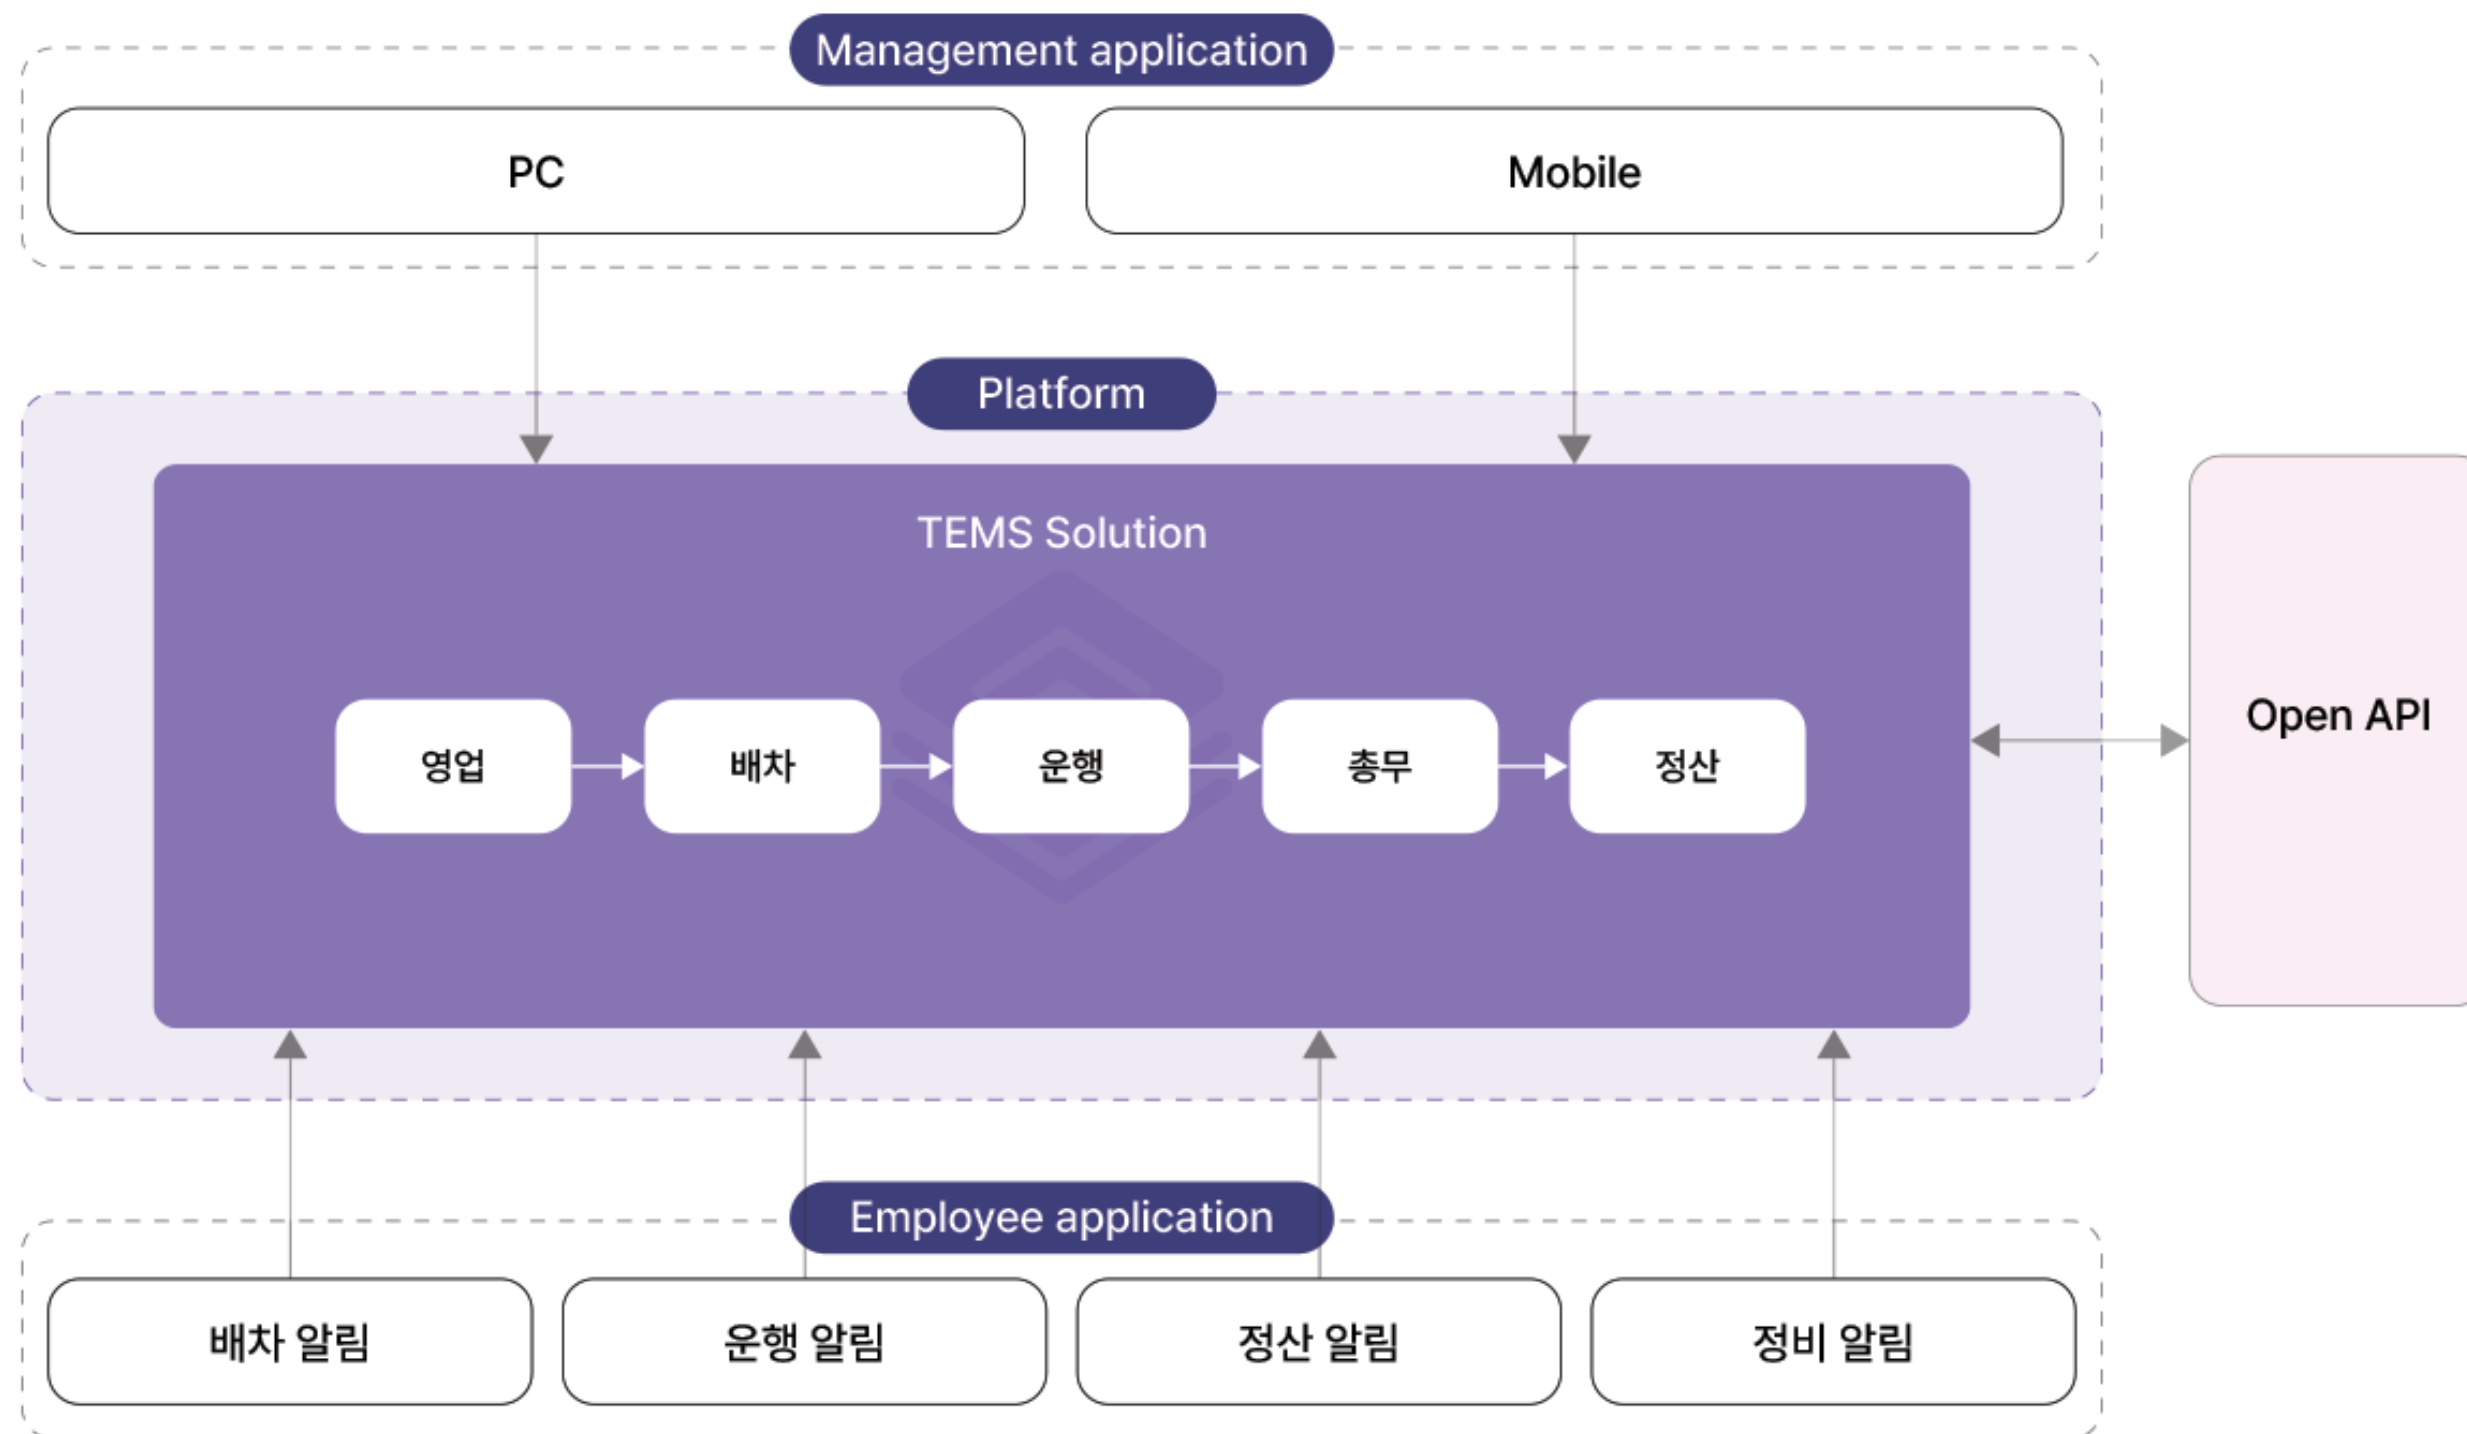 Management application
PC
Mobile
Platform
TEMS Solution
영업
배차
운행
총무
정산
Open API
Employee application
배차 알림
운행 알림
정산 알림
정비 알림